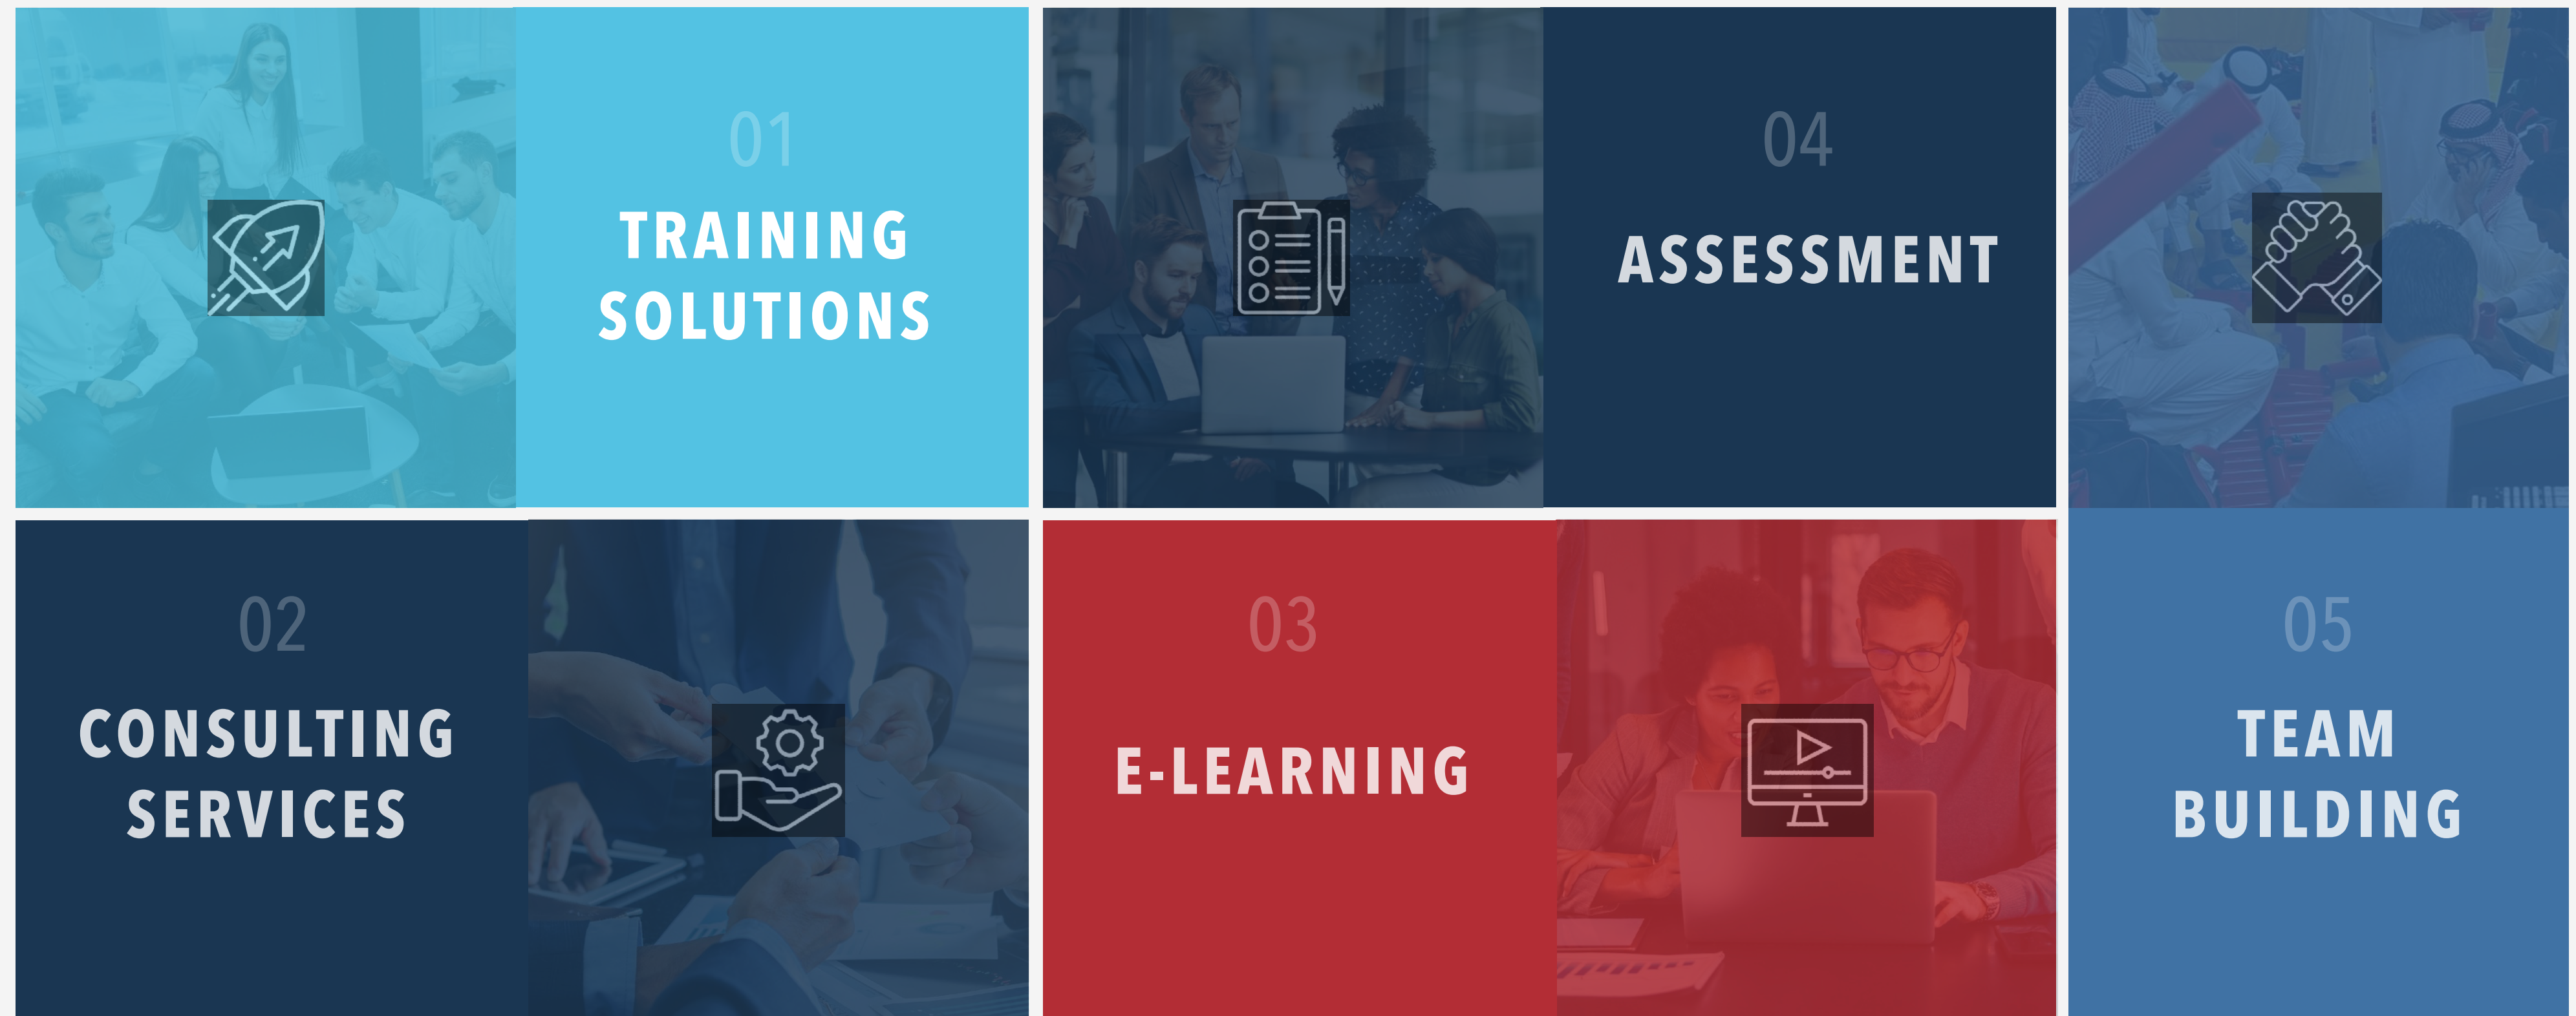 01
TRAINING
SOLUTIONS
02
CONSULTING
SERVICES
03
E-LEARNING
04
ASSESSMENT
05
TEAM
BUILDING